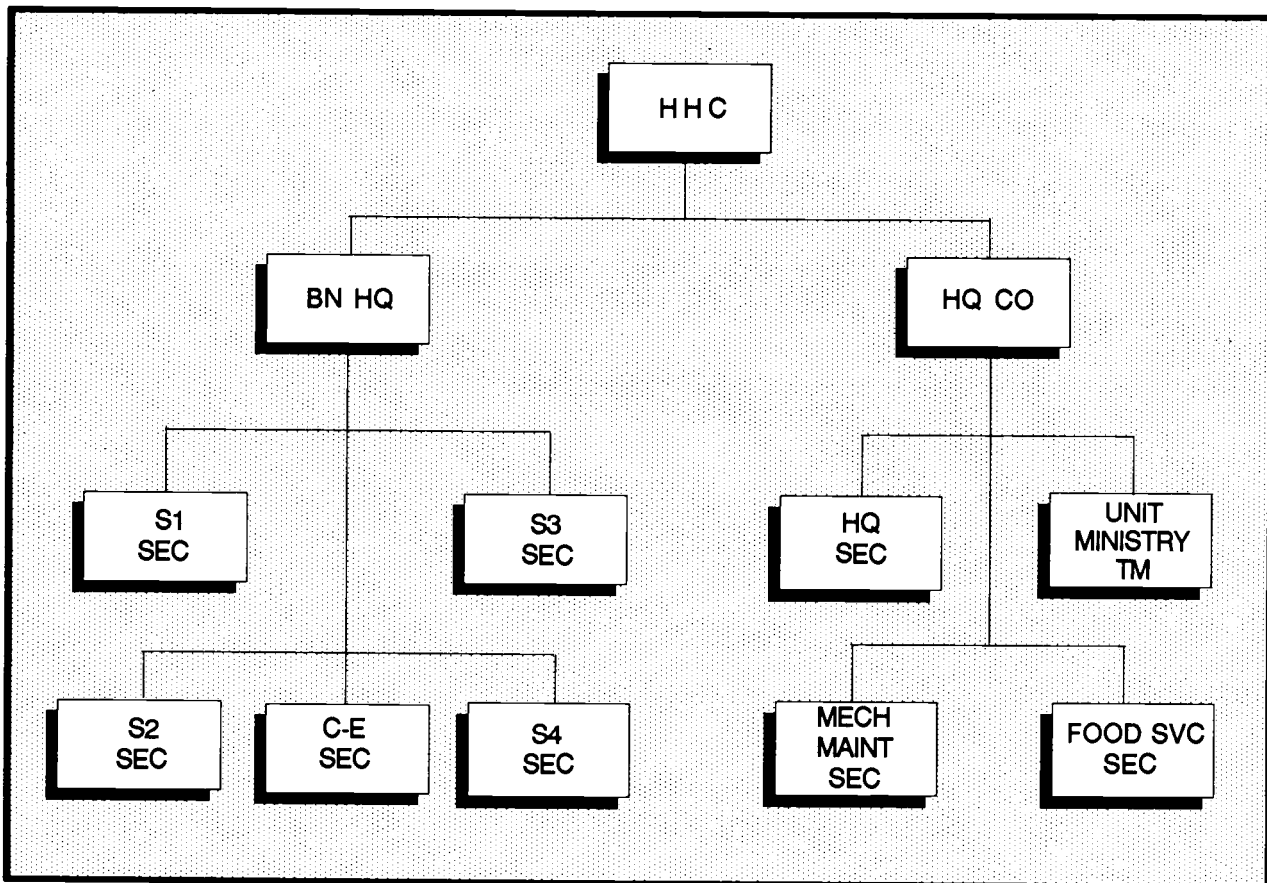 HHC
BN HQ
HQ CO
S1
SEC
S3
SEC
HQ
SEC
UNIT
MINISTRY
TM
S2
SEC
C-E
SEC
S4
SEC
MECH
MAINT
SEC
FOOD SVC
SEC